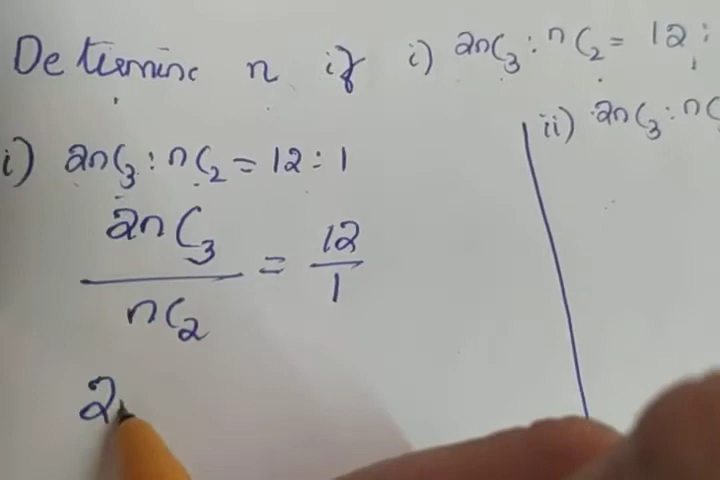 Determine n if i) 2nC₃ : nC₂ = 12 :
i) 2nC₃ : nC₂ = 12 : 1
ii) 2nC₃ : nC
2nC₃ / nC₂ = 12 / 1
2